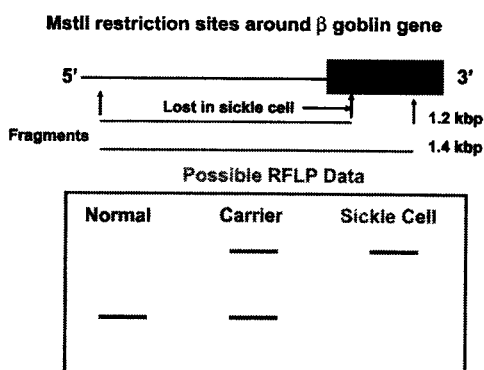 MstII restriction sites around β goblin gene
5' 3'
Lost in sickle cell
1.2 kbp
Fragments
1.4 kbp
Possible RFLP Data
Normal Carrier Sickle Cell